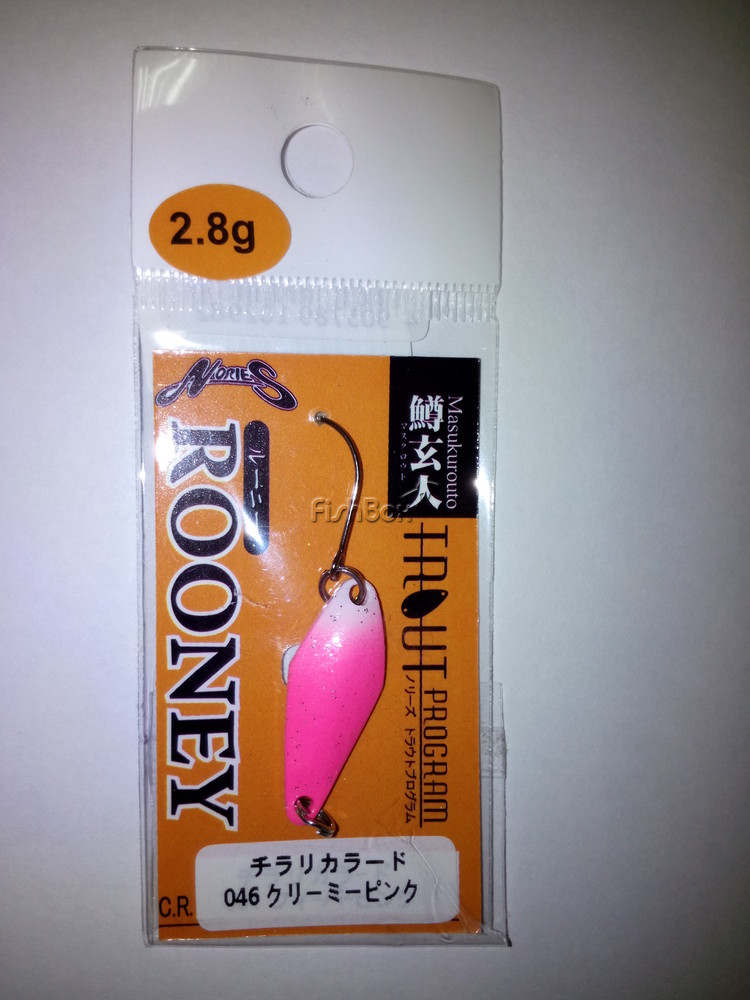 2.8g
NORIES
ROONEY
ルーニー
Masukurouto
鱒玄人
マスクロウト
TROUT PROGRAM
ノリーズ トラウトプログラム
FishBox
チラリカラード
046 クリーミーピンク
C.R.